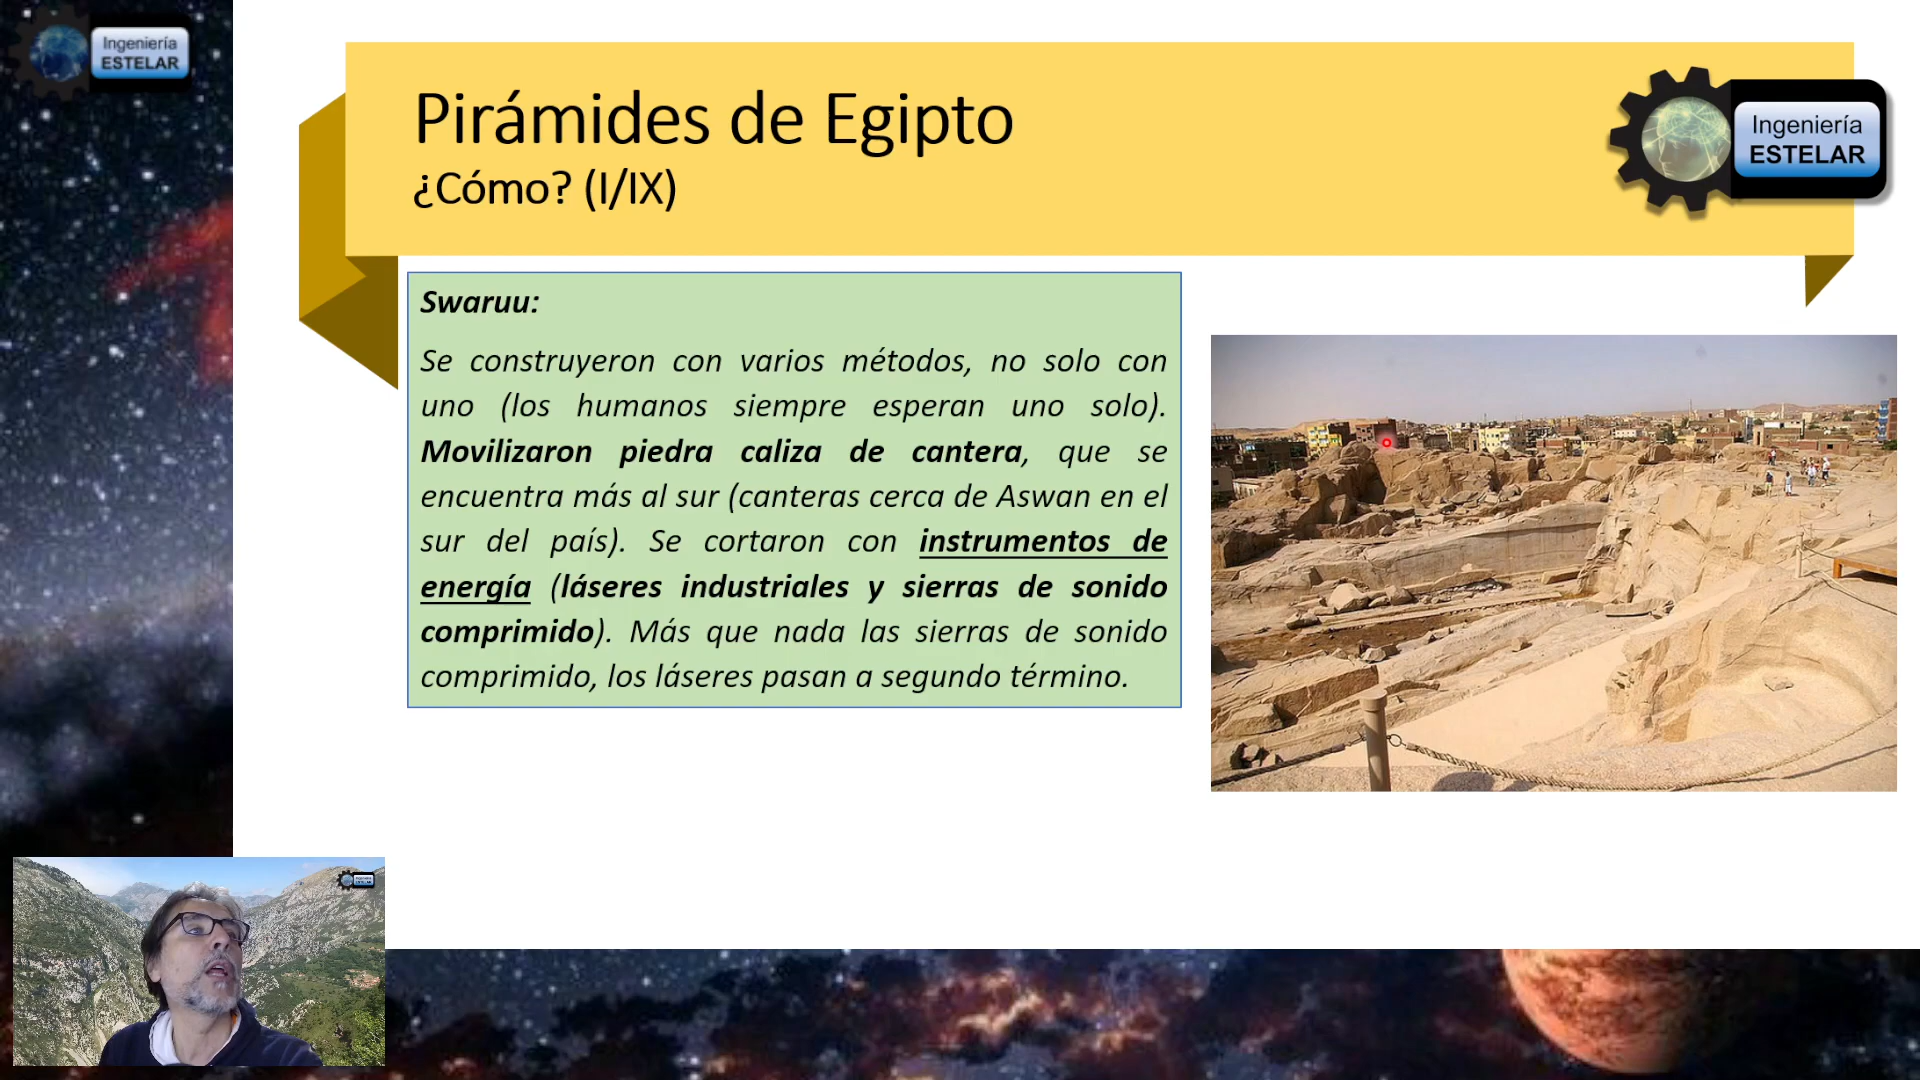 Ingeniería
ESTELAR
Pirámides de Egipto
¿Cómo? (I/IX)
Ingeniería
ESTELAR
Swaruu:
Se construyeron con varios métodos, no solo con
uno (los humanos siempre esperan uno solo).
Movilizaron piedra caliza de cantera, que se
encuentra más al sur (canteras cerca de Aswan en el
sur del país). Se cortaron con instrumentos de
energía (láseres industriales y sierras de sonido
comprimido). Más que nada las sierras de sonido
comprimido, los láseres pasan a segundo término.